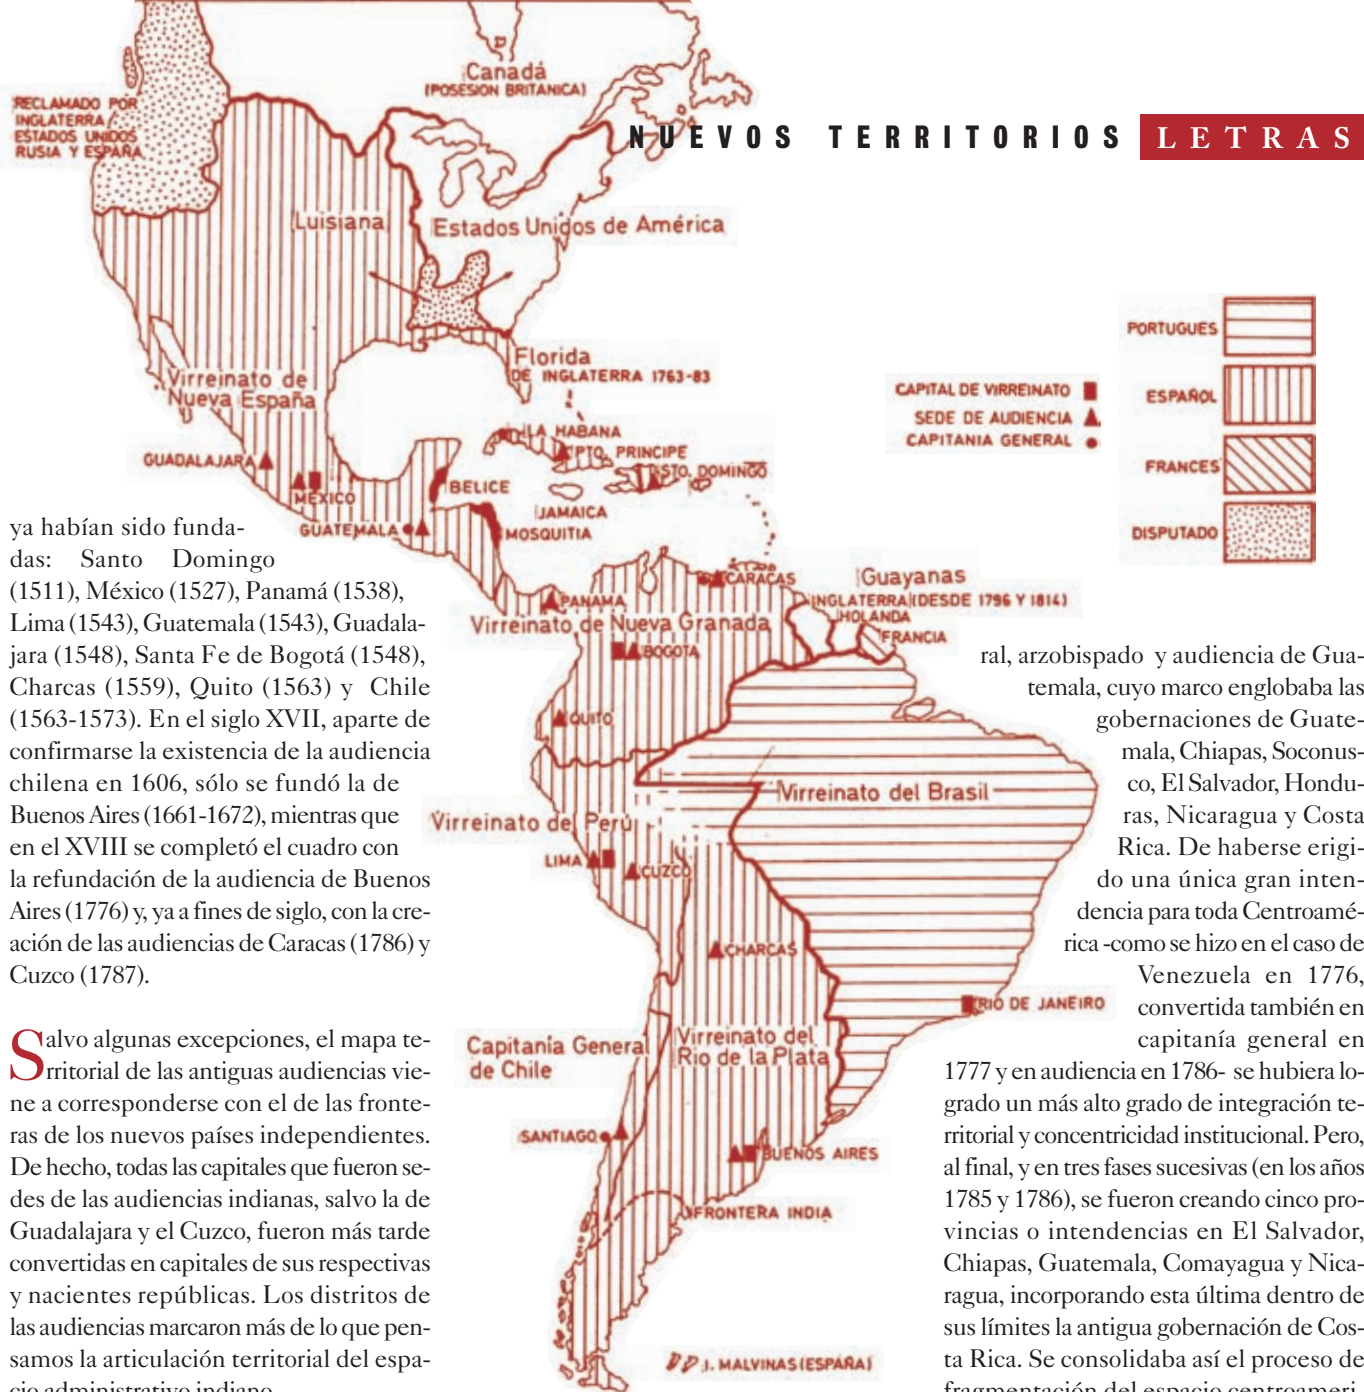 NUEVOS TERRITORIOS LETRAS
Canadá
(POSESION BRITANICA)
RECLAMADO POR
INGLATERRA/
ESTADOS UNIDOS
RUSIA Y ESPAÑA
Luisiana
Estados Unidos de América
Florida
DE INGLATERRA 1763-83
Virreinato de
Nueva España
LA HABANA
PTO. PRINCIPE
STO. DOMINGO
GUADALAJARA
MEXICO
BELICE
JAMAICA
GUATEMALA
MOSQUITIA
PORTUGUES
ESPAÑOL
FRANCES
DISPUTADO
CAPITAL DE VIRREINATO
SEDE DE AUDIENCIA
CAPITANIA GENERAL
CARACAS
PANAMA
Guayanas
INGLATERRA (DESDE 1796 Y 1814)
HOLANDA
FRANCIA
Virreinato de Nueva Granada
BOGOTA
QUITO
Virreinato del Brasil
Virreinato del Perú
LIMA
CUZCO
CHARCAS
RIO DE JANEIRO
Capitanía General
de Chile
Virreinato del
Rio de la Plata
SANTIAGO
BUENOS AIRES
FRONTERA INDIA
I. MALVINAS (ESPAÑA)
ya habían sido funda-
das: Santo Domingo
(1511), México (1527), Panamá (1538),
Lima (1543), Guatemala (1543), Guadala-
jara (1548), Santa Fe de Bogotá (1548),
Charcas (1559), Quito (1563) y Chile
(1563-1573). En el siglo XVII, aparte de
confirmarse la existencia de la audiencia
chilena en 1606, sólo se fundó la de
Buenos Aires (1661-1672), mientras que
en el XVIII se completó el cuadro con
la refundación de la audiencia de Buenos
Aires (1776) y, ya a fines de siglo, con la cre-
ación de las audiencias de Caracas (1786) y
Cuzco (1787).
Salvo algunas excepciones, el mapa te-
rritorial de las antiguas audiencias vie-
ne a corresponderse con el de las fronte-
ras de los nuevos países independientes.
De hecho, todas las capitales que fueron se-
des de las audiencias indianas, salvo la de
Guadalajara y el Cuzco, fueron más tarde
convertidas en capitales de sus respectivas
y nacientes repúblicas. Los distritos de
las audiencias marcaron más de lo que pen-
samos la articulación territorial del espa-
cio administrativo indiano.
ral, arzobispado y audiencia de Gua-
temala, cuyo marco englobaba las
gobernaciones de Guate-
mala, Chiapas, Soconus-
co, El Salvador, Hondu-
ras, Nicaragua y Costa
Rica. De haberse erigi-
do una única gran inten-
dencia para toda Centroamé-
rica -como se hizo en el caso de
Venezuela en 1776,
convertida también en
capitanía general en
1777 y en audiencia en 1786- se hubiera lo-
grado un más alto grado de integración te-
rritorial y concentricidad institucional. Pero,
al final, y en tres fases sucesivas (en los años
1785 y 1786), se fueron creando cinco pro-
vincias o intendencias en El Salvador,
Chiapas, Guatemala, Comayagua y Nica-
ragua, incorporando esta última dentro de
sus límites la antigua gobernación de Cos-
ta Rica. Se consolidaba así el proceso de
fragmentación del espacio centroameri-